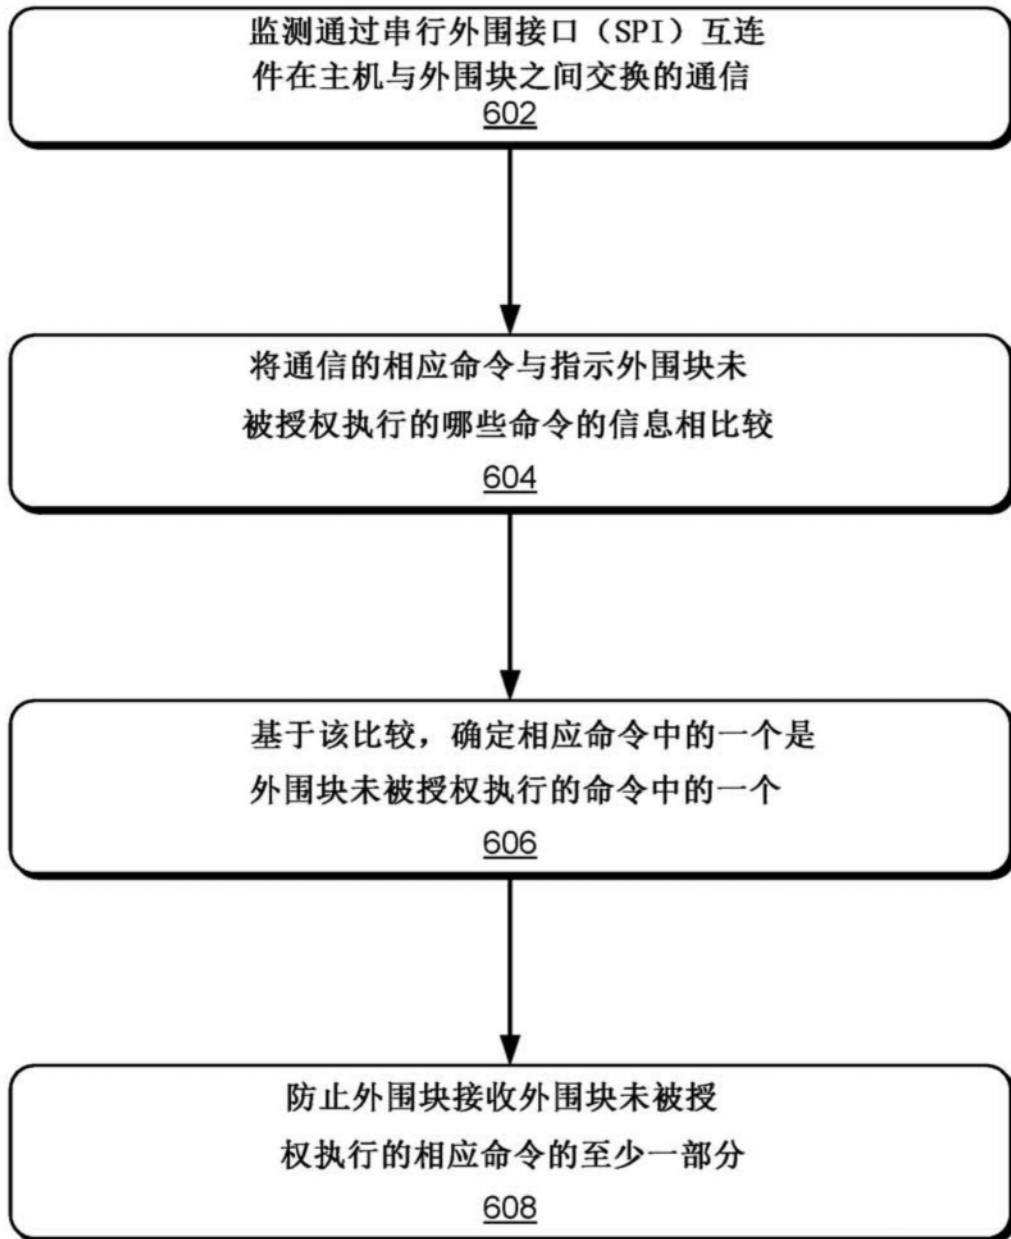 监测通过串行外围接口（SPI）互连
件在主机与外围块之间交换的通信
602
将通信的相应命令与指示外围块未
被授权执行的哪些命令的信息相比较
604
基于该比较，确定相应命令中的一个是
外围块未被授权执行的命令中的一个
606
防止外围块接收外围块未被授
权执行的相应命令的至少一部分
608